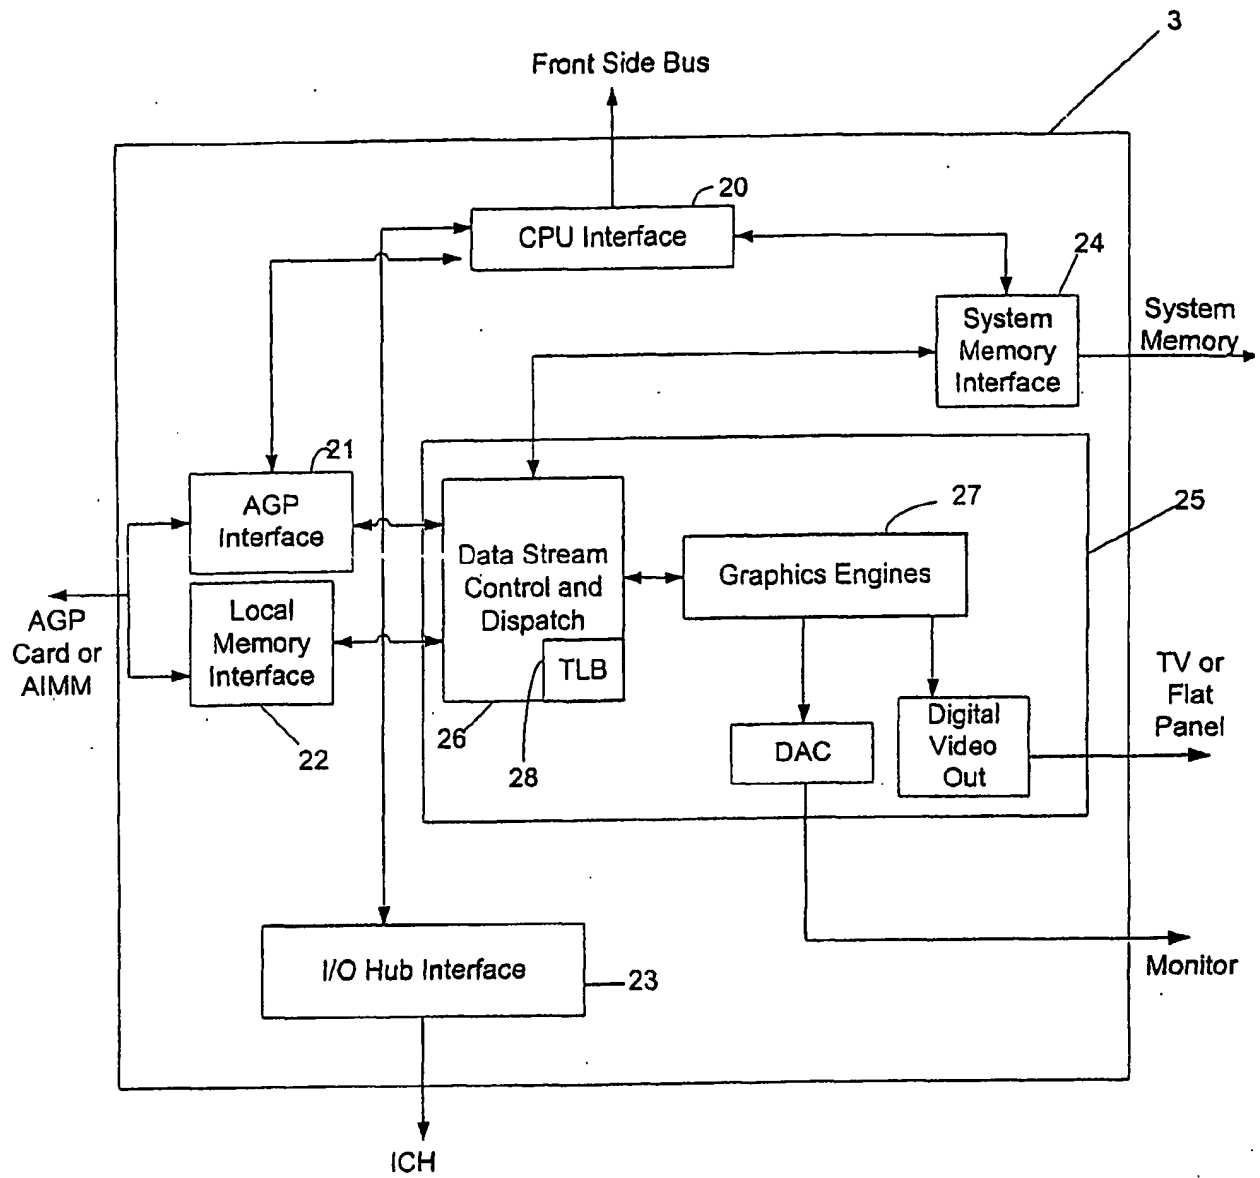 3
Front Side Bus
20
CPU Interface
24
System
Memory
Interface
System
Memory
21
AGP
Interface
27
25
Data Stream
Control and
Dispatch
Graphics Engines
Local
Memory
Interface
AGP
Card or
AIMM
TLB
TV or
Flat
Panel
22
26
28
DAC
Digital
Video
Out
I/O Hub Interface
23
Monitor
ICH